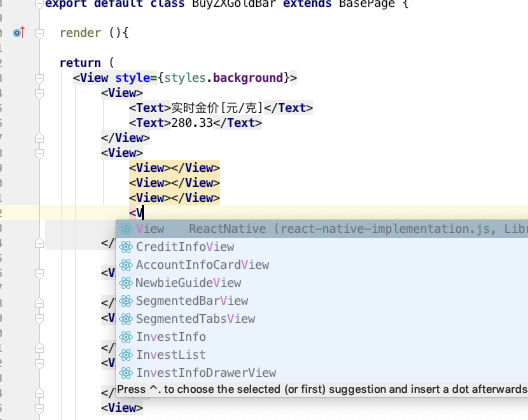 export default class BuyZXGoldBar extends BasePage {
render (){
return (
<View style={styles.background}>
<View>
<Text>实时金价[元/克]</Text>
<Text>280.33</Text>
</View>
<View>
<View></View>
<View></View>
<View></View>
<V
View ReactNative (react-native-implementation.js, Libr
CreditInfoView
AccountInfoCardView
NewbieGuideView
SegmentedBarView
SegmentedTabsView
InvestInfo
InvestList
InvestInfoDrawerView
Press ^. to choose the selected (or first) suggestion and insert a dot afterwards
<View>